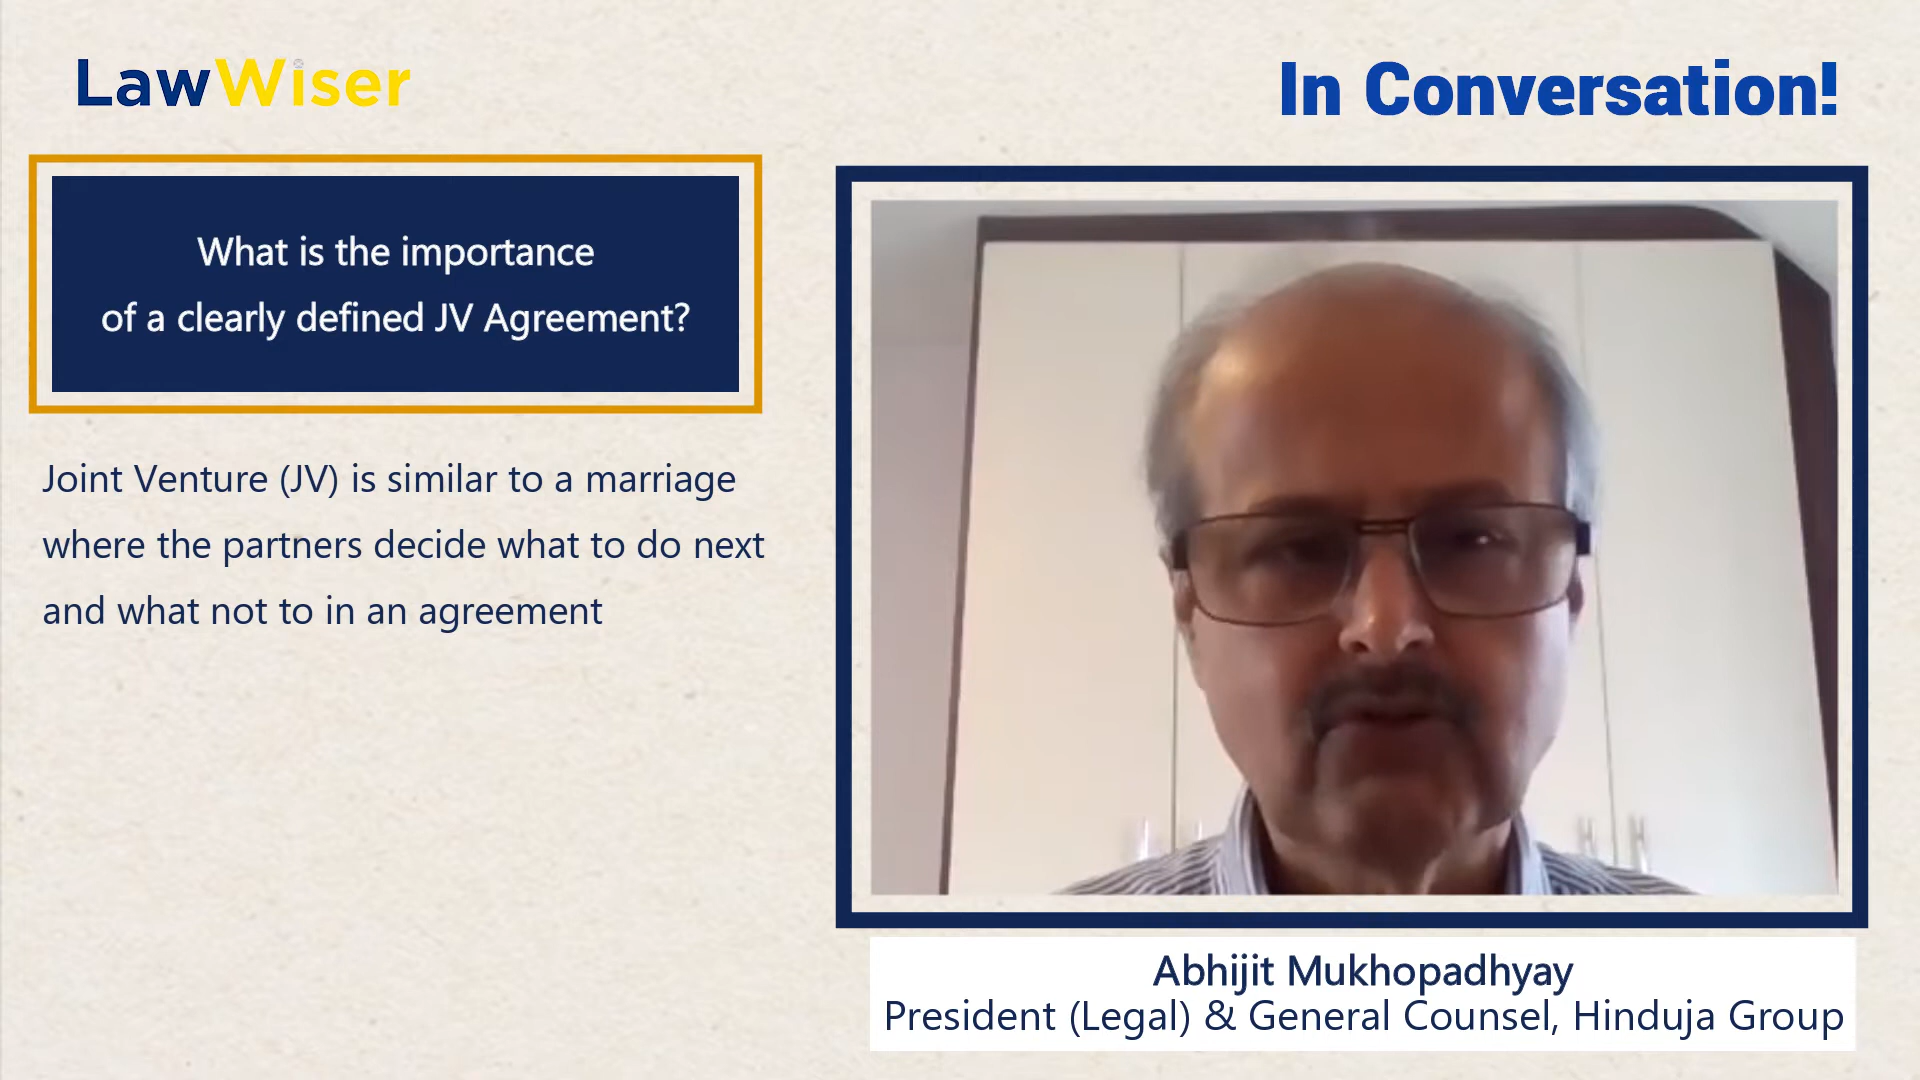 LawWiser
In Conversation!
What is the importance
of a clearly defined JV Agreement?
Joint Venture (JV) is similar to a marriage
where the partners decide what to do next
and what not to in an agreement
Abhijit Mukhopadhyay
President (Legal) & General Counsel, Hinduja Group